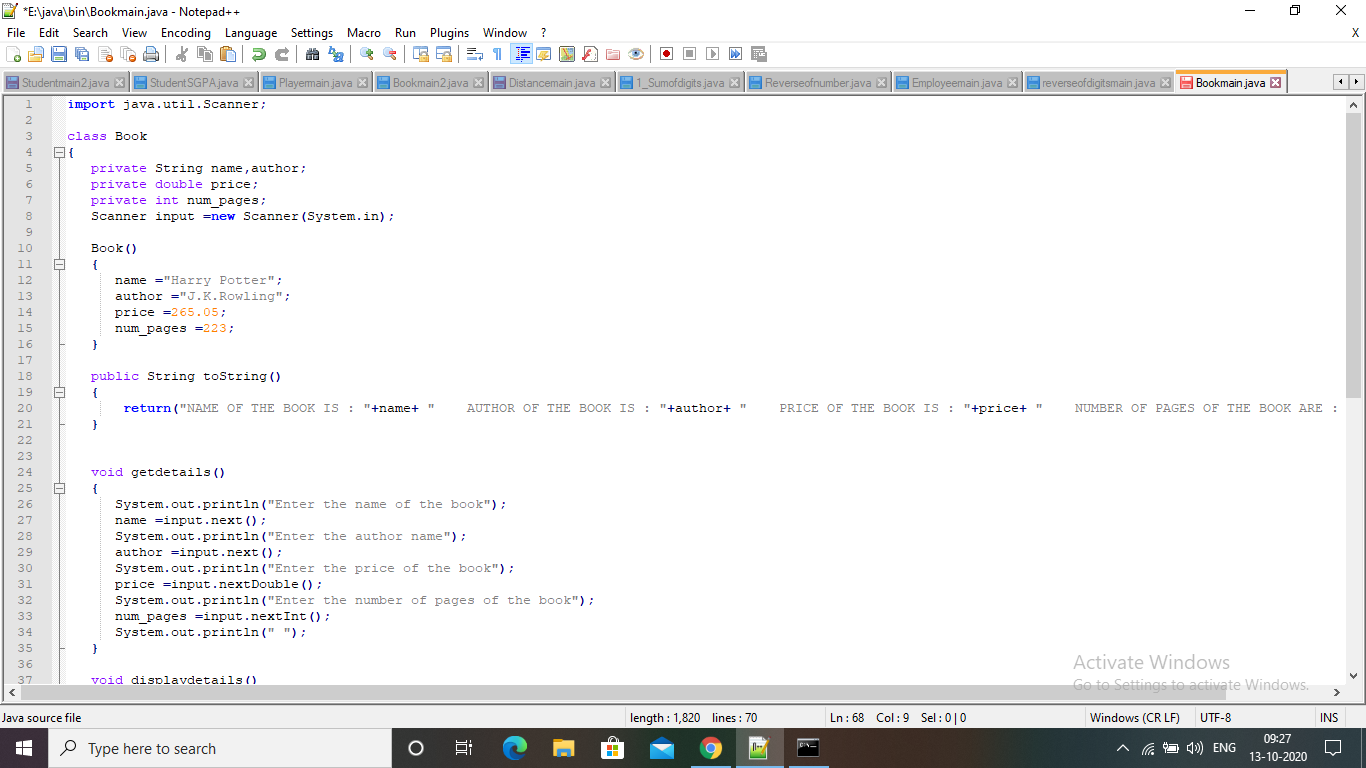 *E:\java\bin\Bookmain.java - Notepad++
File Edit Search View Encoding Language Settings Macro Run Plugins Window ? X
Studentmain2.java StudentSGPA.java Playermain.java Bookmain2.java Distancemain.java 1_Sumofdigits.java Reverseofnumber.java Employeemain.java reverseofdigitsmain.java Bookmain.java
1 import java.util.Scanner;
2
3 class Book
4 {
5 private String name,author;
6 private double price;
7 private int num_pages;
8 Scanner input =new Scanner(System.in);
9
10 Book()
11 {
12 name ="Harry Potter";
13 author ="J.K.Rowling";
14 price =265.05;
15 num_pages =223;
16 }
17
18 public String toString()
19 {
20 return("NAME OF THE BOOK IS : "+name+ " AUTHOR OF THE BOOK IS : "+author+ " PRICE OF THE BOOK IS : "+price+ " NUMBER OF PAGES OF THE BOOK ARE :
21 }
22
23
24 void getdetails()
25 {
26 System.out.println("Enter the name of the book");
27 name =input.next();
28 System.out.println("Enter the author name");
29 author =input.next();
30 System.out.println("Enter the price of the book");
31 price =input.nextDouble();
32 System.out.println("Enter the number of pages of the book");
33 num_pages =input.nextInt();
34 System.out.println(" ");
35 }
36
37 void displaydetails()
Activate Windows
Go to Settings to activate Windows.
Java source file length : 1,820 lines : 70 Ln : 68 Col : 9 Sel : 0 | 0 Windows (CR LF) UTF-8 INS
Type here to search ENG 09:27
13-10-2020